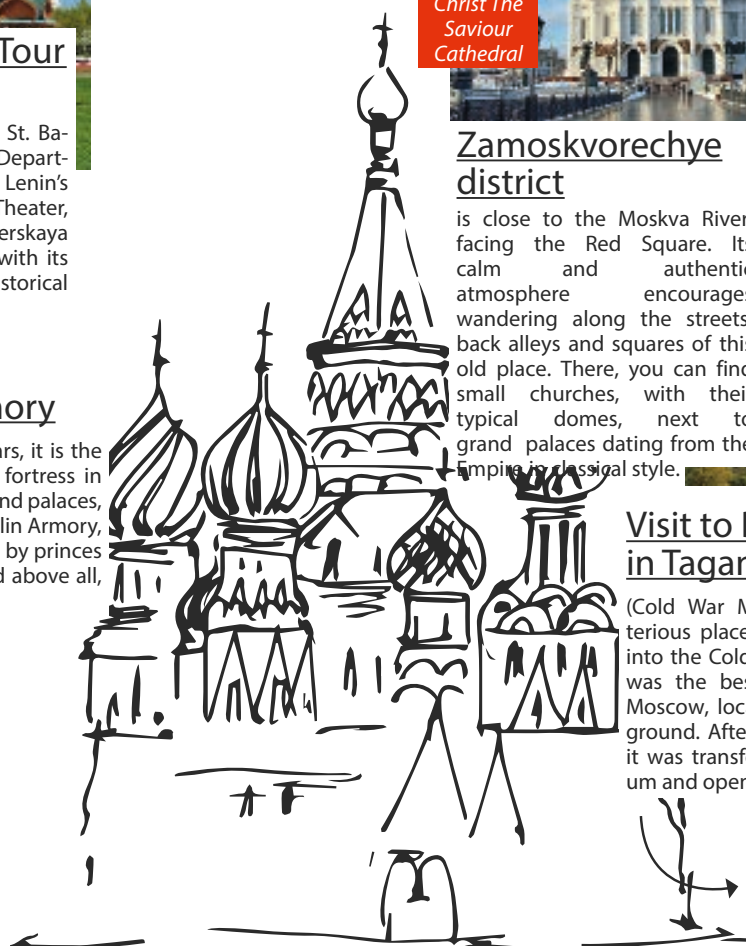 Tour
St. Ba-
Depart-
Lenin's
Theater,
erskaya
with its
storical
ory
rs, it is the
fortress in
nd palaces,
lin Armory,
by princes
d above all,
Christ The
Saviour
Cathedral
Zamoskvorechye
district
is close to the Moskva River
facing the Red Square. Its
calm and authentic
atmosphere encourages
wandering along the streets,
back alleys and squares of this
old place. There, you can find
small churches, with their
typical domes, next to
grand palaces dating from the
Empire in classical style.
Visit to
in Tagan
(Cold War M
terious place
into the Cold
was the bes
Moscow, loc
ground. Afte
it was transf
um and open